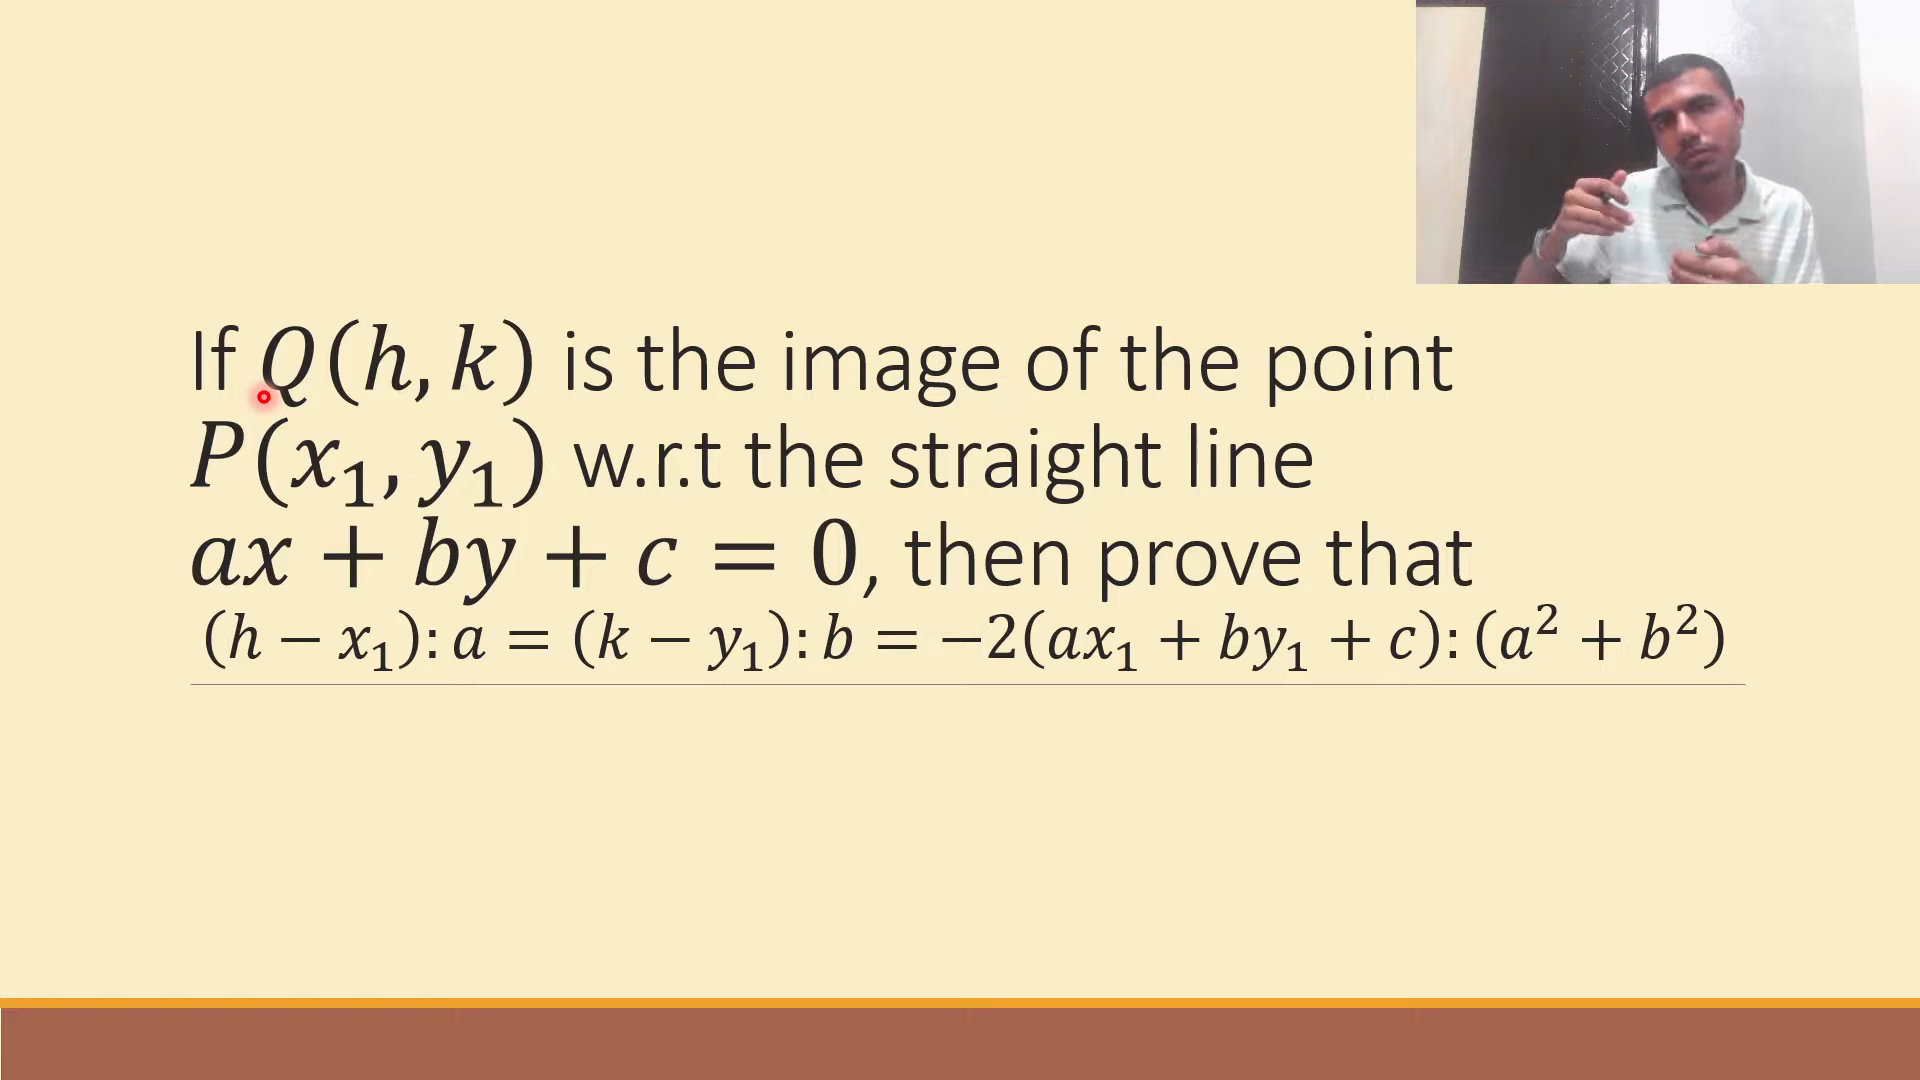 If Q(h, k) is the image of the point
P(x₁, y₁) w.r.t the straight line
ax + by + c = 0, then prove that
(h − x₁): a = (k − y₁): b = −2(ax₁ + by₁ + c): (a² + b²)